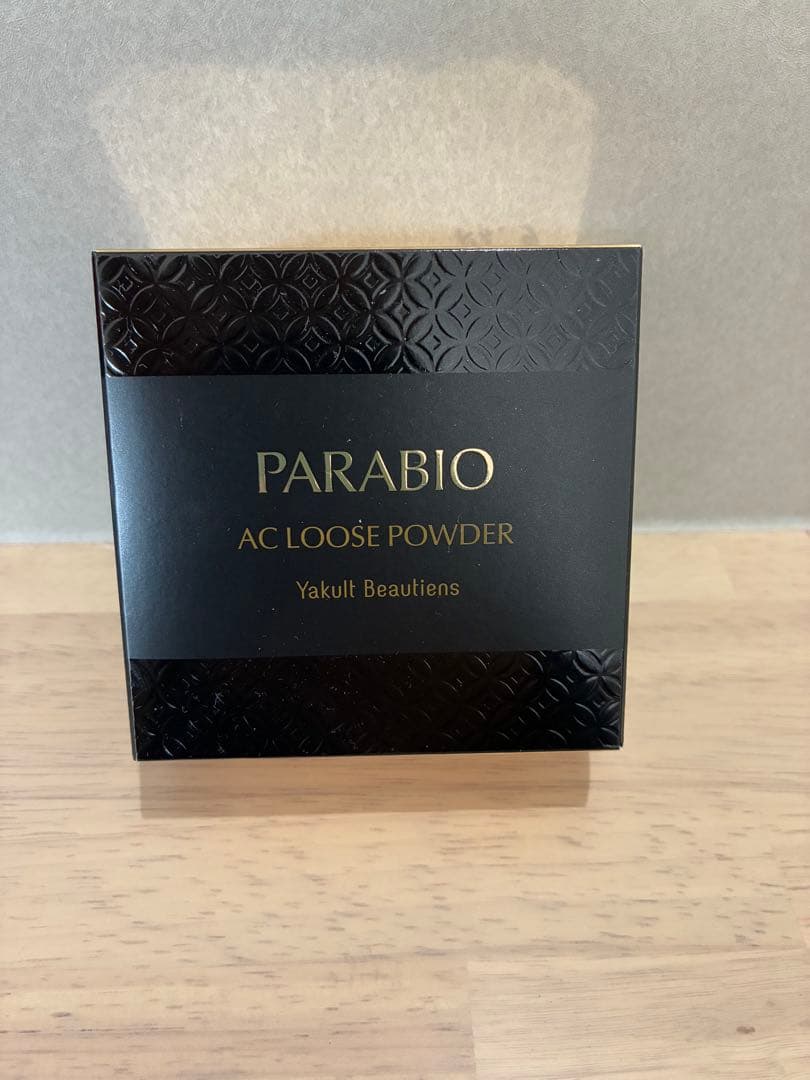 PARABIO
AC LOOSE POWDER
Yakult Beautiens